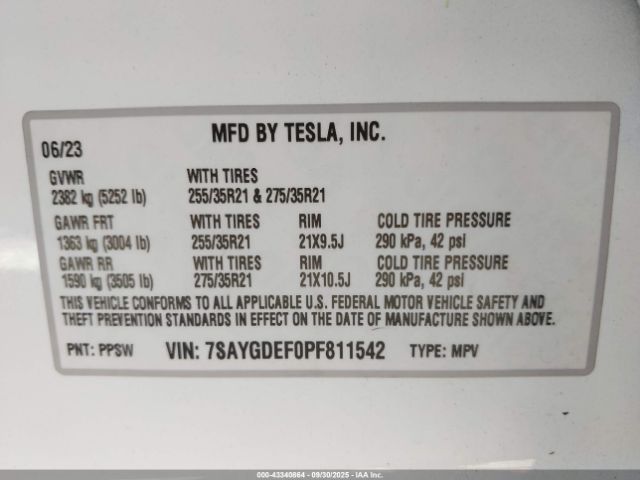 MFD BY TESLA, INC.
06/23
GVWR WITH TIRES
2382 kg (5252 lb) 255/35R21 & 275/35R21
GAWR FRT WITH TIRES RIM COLD TIRE PRESSURE
1363 kg (3004 lb) 255/35R21 21X9.5J 290 kPa, 42 psi
GAWR RR WITH TIRES RIM COLD TIRE PRESSURE
1590 kg (3505 lb) 275/35R21 21X10.5J 290 kPa, 42 psi
THIS VEHICLE CONFORMS TO ALL APPLICABLE U.S. FEDERAL MOTOR VEHICLE SAFETY AND
THEFT PREVENTION STANDARDS IN EFFECT ON THE DATE OF MANUFACTURE SHOWN ABOVE.
PNT: PPSW VIN: 7SAYGDEF0PF811542 TYPE: MPV
000-43340864 - 09/30/2025 - IAA Inc.